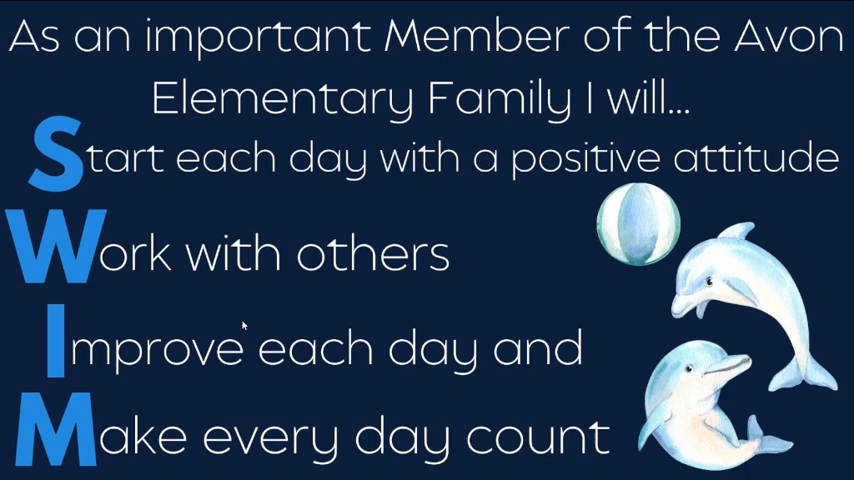 As an important Member of the Avon
Elementary Family I will...
Start each day with a positive attitude
Work with others
Improve each day and
Make every day count